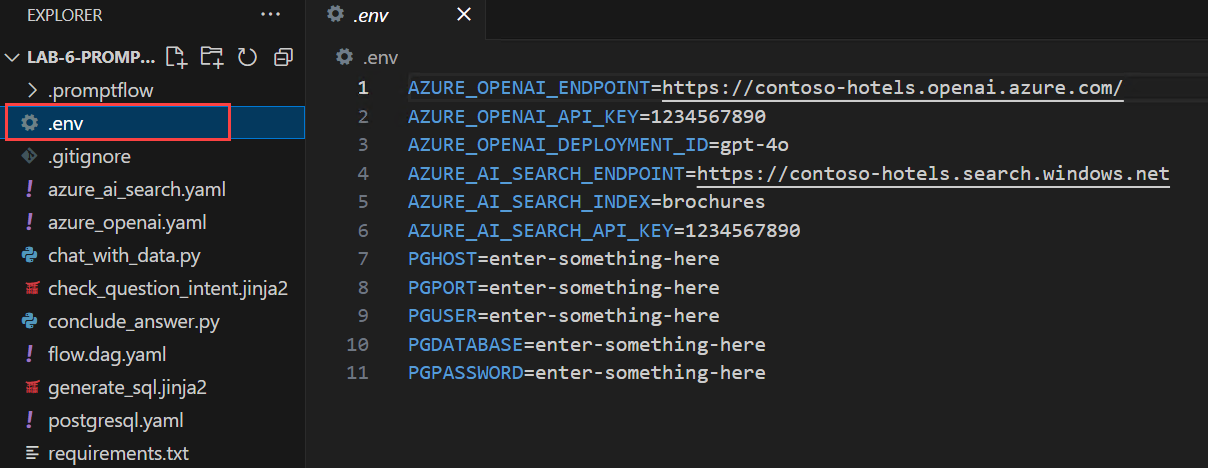 EXPLORER
LAB-6-PROMP...
.promptflow
.env
.gitignore
azure_ai_search.yaml
azure_openai.yaml
chat_with_data.py
check_question_intent.jinja2
conclude_answer.py
flow.dag.yaml
generate_sql.jinja2
postgresql.yaml
requirements.txt
.env
.env
1 AZURE_OPENAI_ENDPOINT=https://contoso-hotels.openai.azure.com/
2 AZURE_OPENAI_API_KEY=1234567890
3 AZURE_OPENAI_DEPLOYMENT_ID=gpt-4o
4 AZURE_AI_SEARCH_ENDPOINT=https://contoso-hotels.search.windows.net
5 AZURE_AI_SEARCH_INDEX=brochures
6 AZURE_AI_SEARCH_API_KEY=1234567890
7 PGHOST=enter-something-here
8 PGPORT=enter-something-here
9 PGUSER=enter-something-here
10 PGDATABASE=enter-something-here
11 PGPASSWORD=enter-something-here